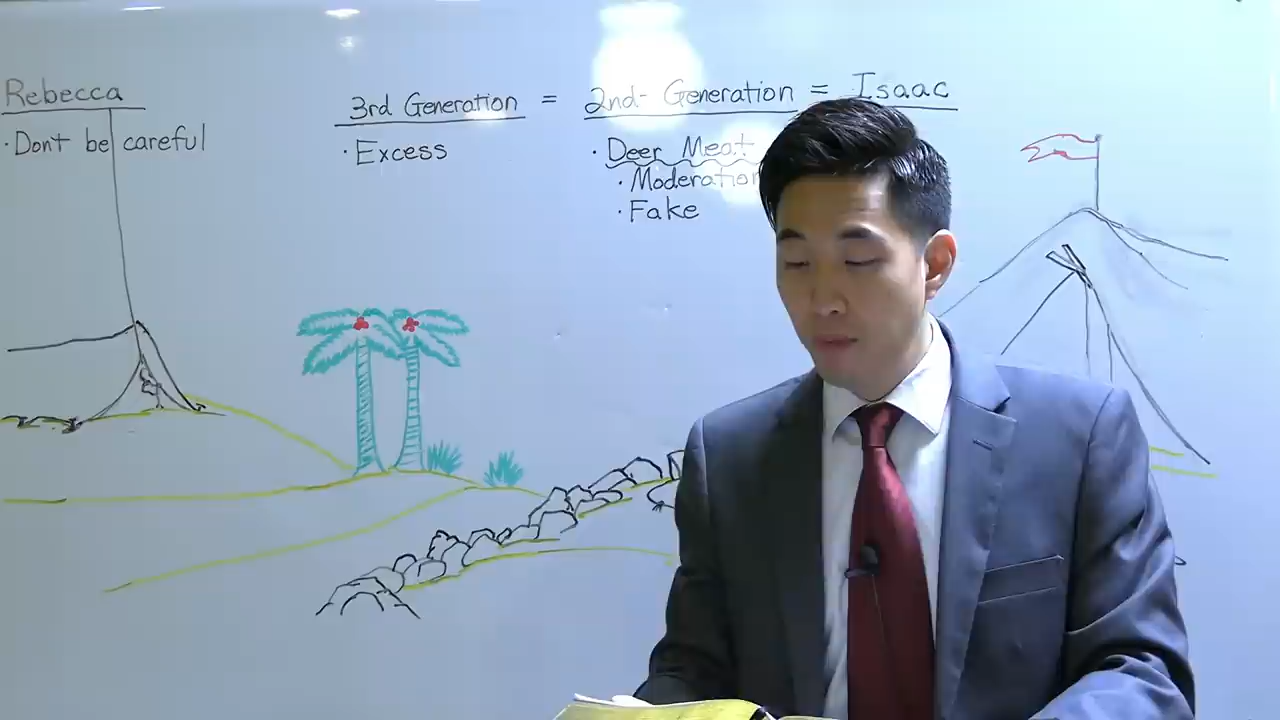 Rebecca
· Don't be careful
3rd Generation = 2nd Generation = Isaac
· Excess
· Deer Meat
· Moderation
· Fake